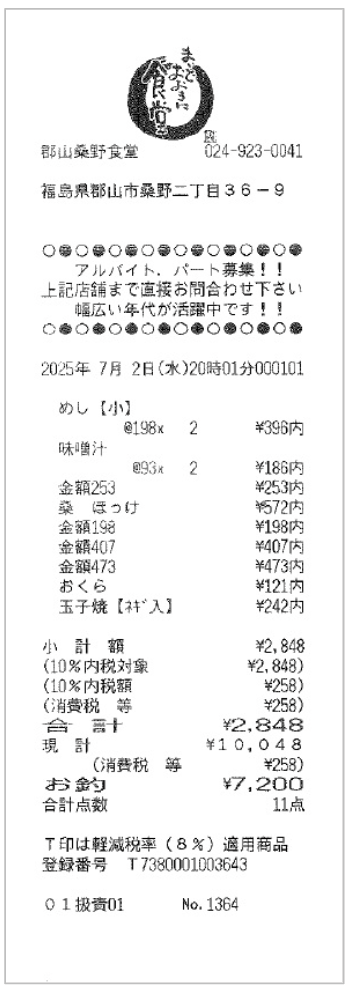 まいどおおきに
食堂
郡山桑野食堂 024-923-0041
福島県郡山市桑野二丁目36-9
○●○●○●○●○●○●○●○●
アルバイト、パート募集！！
上記店舗まで直接お問合わせ下さい
幅広い年代が活躍中です！！
○●○●○●○●○●○●○●○●
2025年 7月 2日(水)20時01分000101
めし【小】
@198x 2 ¥396内
味噌汁
@93x 2 ¥186内
金額253 ¥253内
桑 ほっけ ¥572内
金額198 ¥198内
金額407 ¥407内
金額473 ¥473内
おくら ¥121内
玉子焼【ﾈｷﾞ入】 ¥242内
小 計 額 ¥2,848
(10%内税対象 ¥2,848)
(10%内税額 ¥258)
(消費税 等 ¥258)
合 計 ¥2,848
現 計 ¥10,048
(消費税 等 ¥258)
お釣 ¥7,200
合計点数 11点
T印は軽減税率（8％）適用商品
登録番号 T7380001003643
01扱責01 No.1364